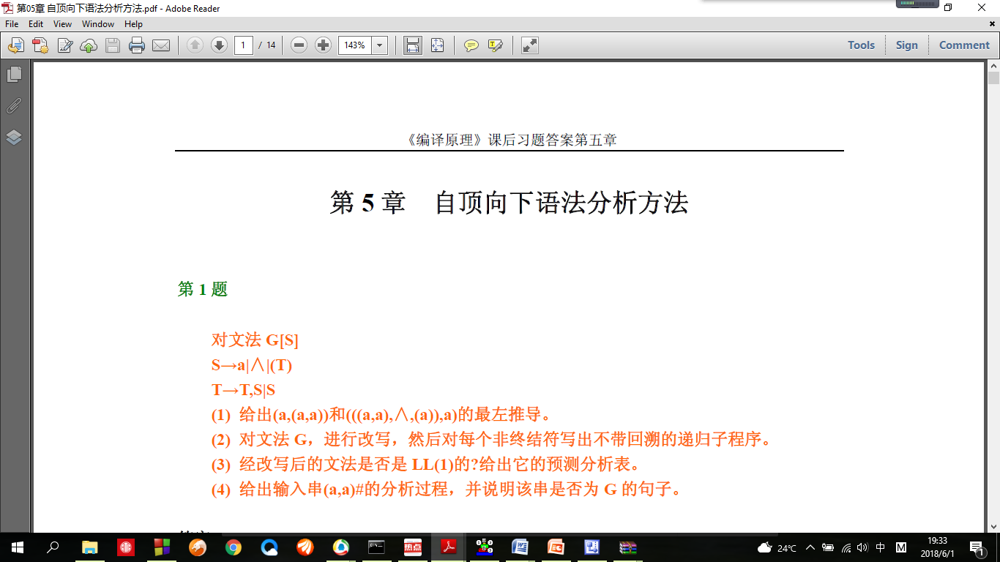 第05章 自顶向下语法分析方法.pdf - Adobe Reader
File Edit View Window Help
1 / 14 143% Tools Sign Comment
《编译原理》课后习题答案第五章
第 5 章 自顶向下语法分析方法
第 1 题
对文法 G[S]
S→a|∧|(T)
T→T,S|S
(1) 给出(a,(a,a))和(((a,a),∧,(a)),a)的最左推导。
(2) 对文法 G，进行改写，然后对每个非终结符写出不带回溯的递归子程序。
(3) 经改写后的文法是否是 LL(1)的?给出它的预测分析表。
(4) 给出输入串(a,a)#的分析过程，并说明该串是否为 G 的句子。
热点
24℃ 中 M 19:33
2018/6/1 1